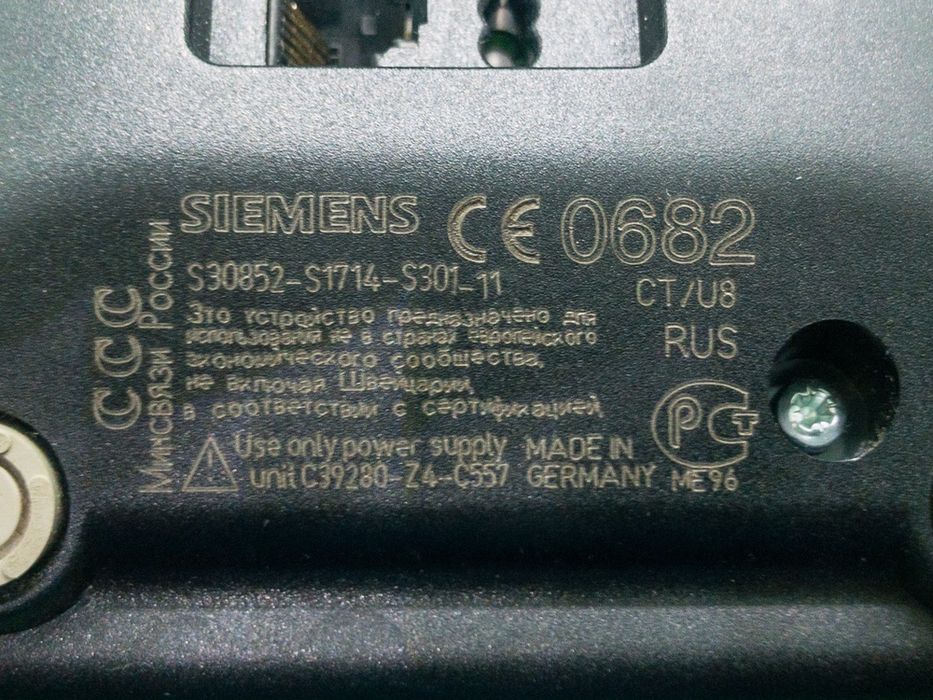 SIEMENS CE 0682
S30852-S1714-S301-11
CT/U8
Это устройство предназначено для
использования не в странах Европейского
экономического сообщества,
не включая Швейцарии,
в соответствии с сертификацией
RUS
Use only power supply
unit C39280-Z4-C557
MADE IN
GERMANY
РСТ
ME96
ССС
Минсвязи России